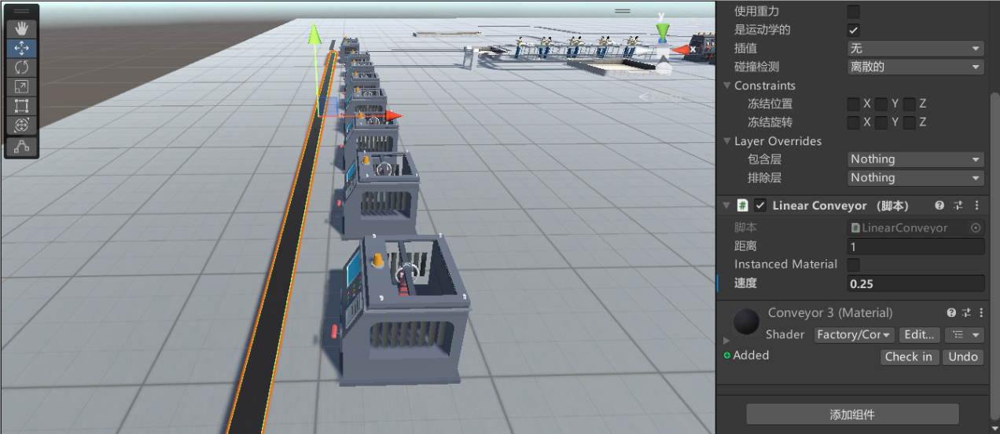 y
x
Persp
使用重力
是运动学的
插值 无
碰撞检测 离散的
Constraints
冻结位置 X Y Z
冻结旋转 X Y Z
Layer Overrides
包含层 Nothing
排除层 Nothing
# Linear Conveyor （脚本）
脚本 # LinearConveyor
距离 1
Instanced Material
速度 0.25
Conveyor 3 (Material)
Shader Factory/Cor Edit...
Added Check in Undo
添加组件